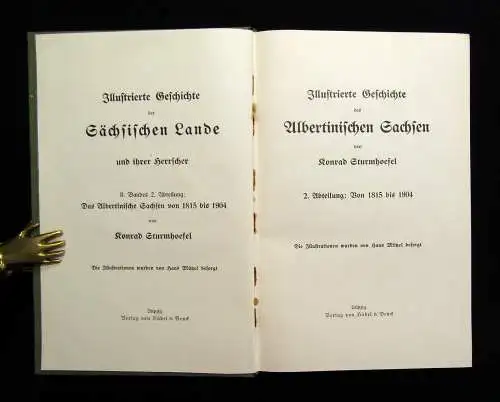 Illustrierte Geschichte
der
Sächsischen Lande
und ihrer Herrscher
II. Bandes 2. Abteilung:
Das Albertinische Sachsen von 1815 bis 1904
von
Konrad Sturmhoefel
Die Illustrationen wurden von Hans Mützel besorgt
Leipzig
Verlag von Hübel & Denck
Illustrierte Geschichte
des
Albertinischen Sachsen
von
Konrad Sturmhoefel
2. Abteilung: Von 1815 bis 1904
Die Illustrationen wurden von Hans Mützel besorgt
Leipzig
Verlag von Hübel & Denck